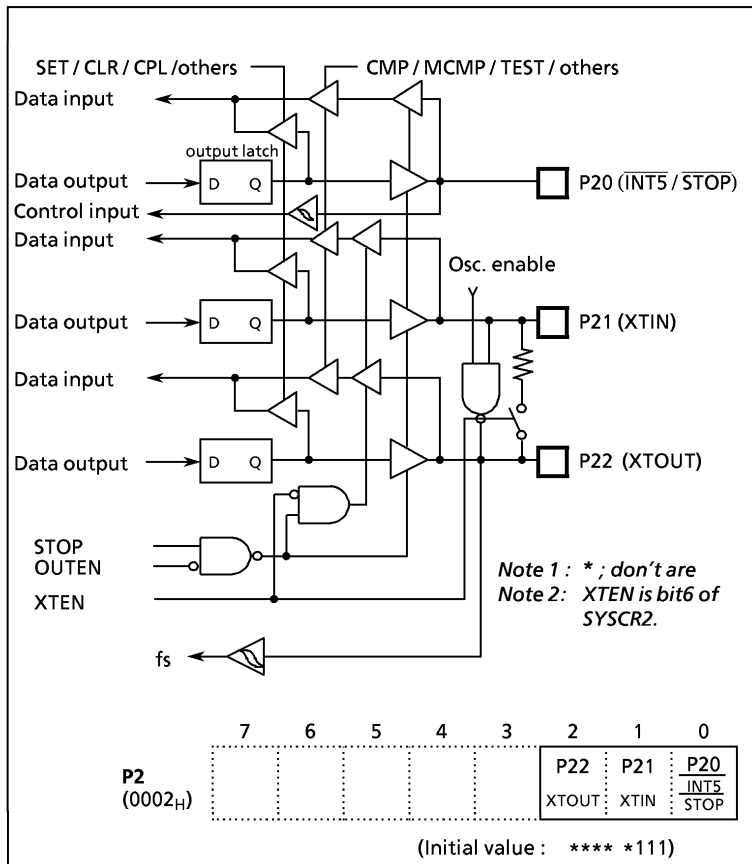 SET / CLR / CPL /others
CMP / MCMP / TEST / others
Data input
output latch
Data output
D Q
P20 (INT5 / STOP)
Control input
Data input
Osc. enable
Data output
D Q
P21 (XTIN)
Data input
Data output
D Q
P22 (XTOUT)
STOP
OUTEN
XTEN
Note 1 : * ; don't are
Note 2: XTEN is bit6 of
SYSCR2.
fs
7 6 5 4 3 2 1 0
P2
(0002H)
P22 P21 P20
XTOUT XTIN INT5
STOP
(Initial value : **** *111)